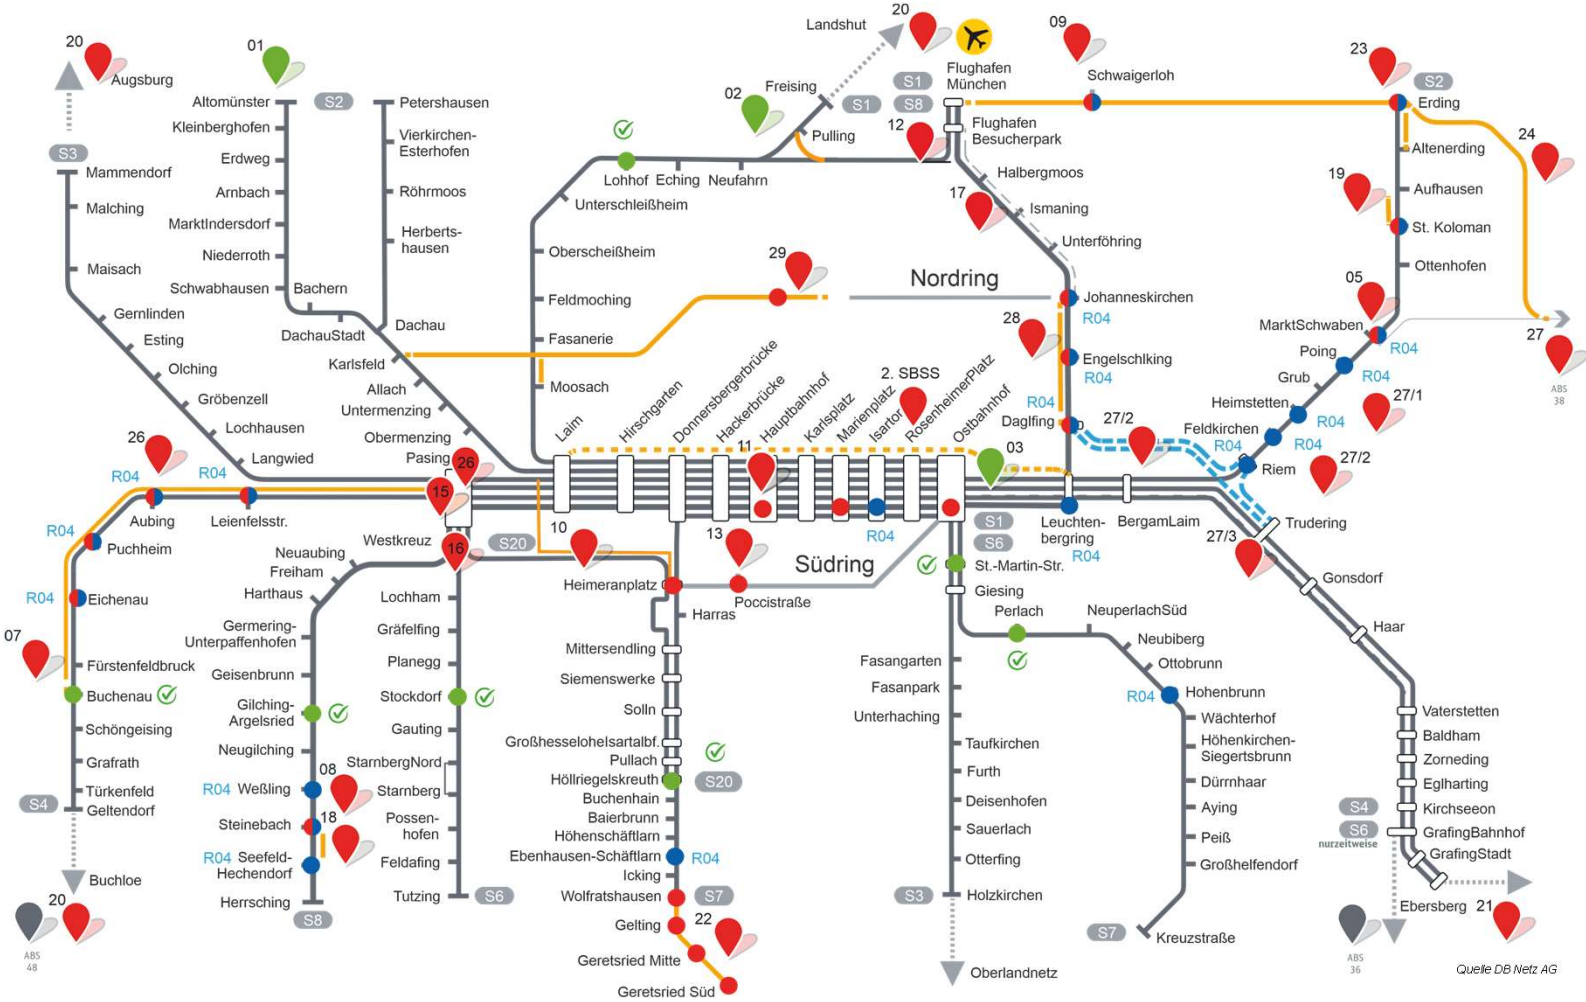 20
Augsburg
01
Altomünster
S2
Petershausen
Kleinberghofen
Vierkirchen-
Esterhofen
Erdweg
Arnbach
Röhrmoos
MarktIndersdorf
Herberts-
hausen
Niederroth
Schwabhausen
Bachern
DachauStadt
Dachau
Karlsfeld
Allach
Untermenzing
Obermenzing
Pasing
S3
Mammendorf
Malching
Maisach
Gernlinden
Esting
Olching
Gröbenzell
Lochhausen
Langwied
Landshut
20
Freising
S1
02
Pulling
Lohhof
Eching
Neufahrn
Unterschleißheim
Oberscheißheim
Feldmoching
Fasanerie
Moosach
S1
S8
Flughafen
München
12
Flughafen
Besucherpark
Halbergmoos
17
Ismaning
Unterföhring
09
Schwaigerloh
23
S2
Erding
24
Altenerding
19
Aufhausen
St. Koloman
Ottenhofen
05
MarktSchwaben
R04
Poing
R04
Grub
27/1
Heimstetten
R04
Feldkirchen
R04
R04
Riem
27/2
27
ABS
38
29
Nordring
Johanneskirchen
R04
28
Engelschlking
R04
R04
Daglfing
27/2
Laim
Hirschgarten
Donnersbergerbrücke
Hackerbrücke
Hauptbahnhof
Karlsplatz
Marienplatz
Isartor
RosenheimerPlatz
Ostbahnhof
2. SBSS
11
03
26
R04
R04
26
15
Aubing
Leienfelsstr.
R04
Puchheim
R04
Eichenau
07
Fürstenfeldbruck
Buchenau
Schöngeising
Grafrath
Türkenfeld
S4
Geltendorf
Buchloe
20
ABS
48
Westkreuz
16
S20
10
Neuaubing
Freiham
Harthaus
Germering-
Unterpaffenhofen
Geisenbrunn
Gilching-
Argelsried
Neugilching
08
R04
Weßling
18
Steinebach
R04
Seefeld-
Hechendorf
Herrsching
S8
Lochham
Gräfelfing
Planegg
Stockdorf
Gauting
StarnbergNord
Starnberg
Possen-
hofen
Feldafing
Tutzing
S6
13
Südring
Heimeranplatz
Poccistraße
Harras
Mittersendling
Siemenswerke
Solln
Großhesselohelsartalbf.
Pullach
Höllriegelskreuth
S20
Buchenhain
Baierbrunn
Höhenschäftlarn
Ebenhausen-Schäftlarn
R04
Icking
Wolfratshausen
S7
Gelting
22
Geretsried Mitte
Geretsried Süd
R04
S1
S6
St.-Martin-Str.
Giesing
Perlach
NeuperlachSüd
Neubiberg
Ottobrunn
R04
Hohenbrunn
Wächterhof
Höhenkirchen-
Siegertsbrunn
Dürrnhaar
Aying
Peiß
Großhelfendorf
S7
Kreuzstraße
Fasangarten
Fasanpark
Unterhaching
Taufkirchen
Furth
Deisenhofen
Sauerlach
Otterfing
S3
Holzkirchen
Oberlandnetz
Leuchten-
bergring
R04
BergamLaim
Trudering
27/3
Gonsdorf
Haar
Vaterstetten
Baldham
Zorneding
Eglharting
S4
Kirchseeon
S6
nurzeitweise
GrafingBahnhof
GrafingStadt
Ebersberg
21
ABS
36
Quelle DB Netz AG